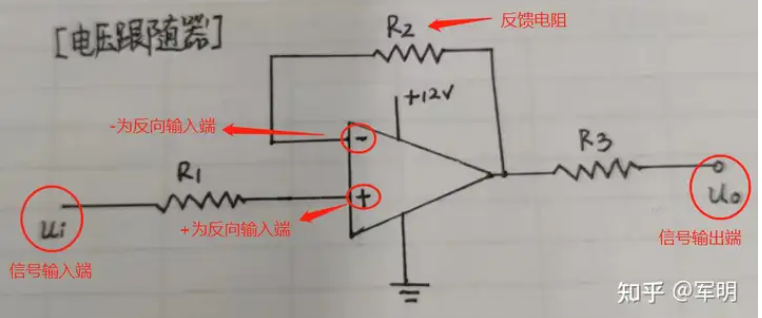 [电压跟随器]
R2
反馈电阻
+12V
-为反向输入端
-
R3
R1
+
+为反向输入端
ui
uo
信号输入端
信号输出端
知乎 @军明